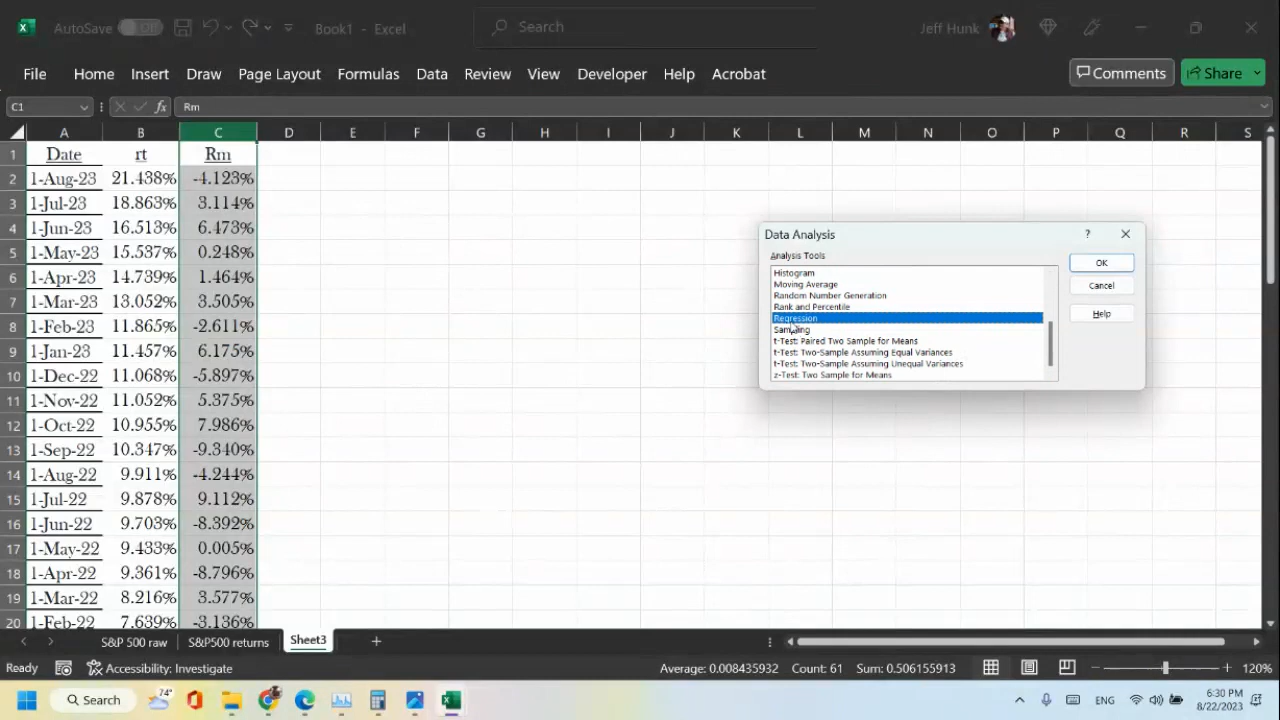 AutoSave Off Book1 - Excel Search Jeff Hunk
File Home Insert Draw Page Layout Formulas Data Review View Developer Help Acrobat Comments Share
C1 fx Rm
A B C D E F G H I J K L M N O P Q R S
1 Date rt Rm
2 1-Aug-23 21.438% -4.123%
3 1-Jul-23 18.863% 3.114%
4 1-Jun-23 16.513% 6.473%
5 1-May-23 15.537% 0.248%
6 1-Apr-23 14.739% 1.464%
7 1-Mar-23 13.052% 3.505%
8 1-Feb-23 11.865% -2.611%
9 1-Jan-23 11.457% 6.175%
10 1-Dec-22 11.068% -5.897%
11 1-Nov-22 11.052% 5.375%
12 1-Oct-22 10.955% 7.986%
13 1-Sep-22 10.347% -9.340%
14 1-Aug-22 9.911% -4.244%
15 1-Jul-22 9.878% 9.112%
16 1-Jun-22 9.703% -8.392%
17 1-May-22 9.433% 0.005%
18 1-Apr-22 9.361% -8.796%
19 1-Mar-22 8.216% 3.577%
20 1-Feb-22 7.639% -3.136%
Data Analysis ?
Analysis Tools
Histogram
Moving Average
Random Number Generation
Rank and Percentile
Regression
Sampling
t-Test: Paired Two Sample for Means
t-Test: Two-Sample Assuming Equal Variances
t-Test: Two-Sample Assuming Unequal Variances
z-Test: Two Sample for Means
OK
Cancel
Help
S&P 500 raw S&P500 returns Sheet3
Ready Accessibility: Investigate Average: 0.008435932 Count: 61 Sum: 0.506155913 120%
Search 74° ENG 6:30 PM
8/22/2023